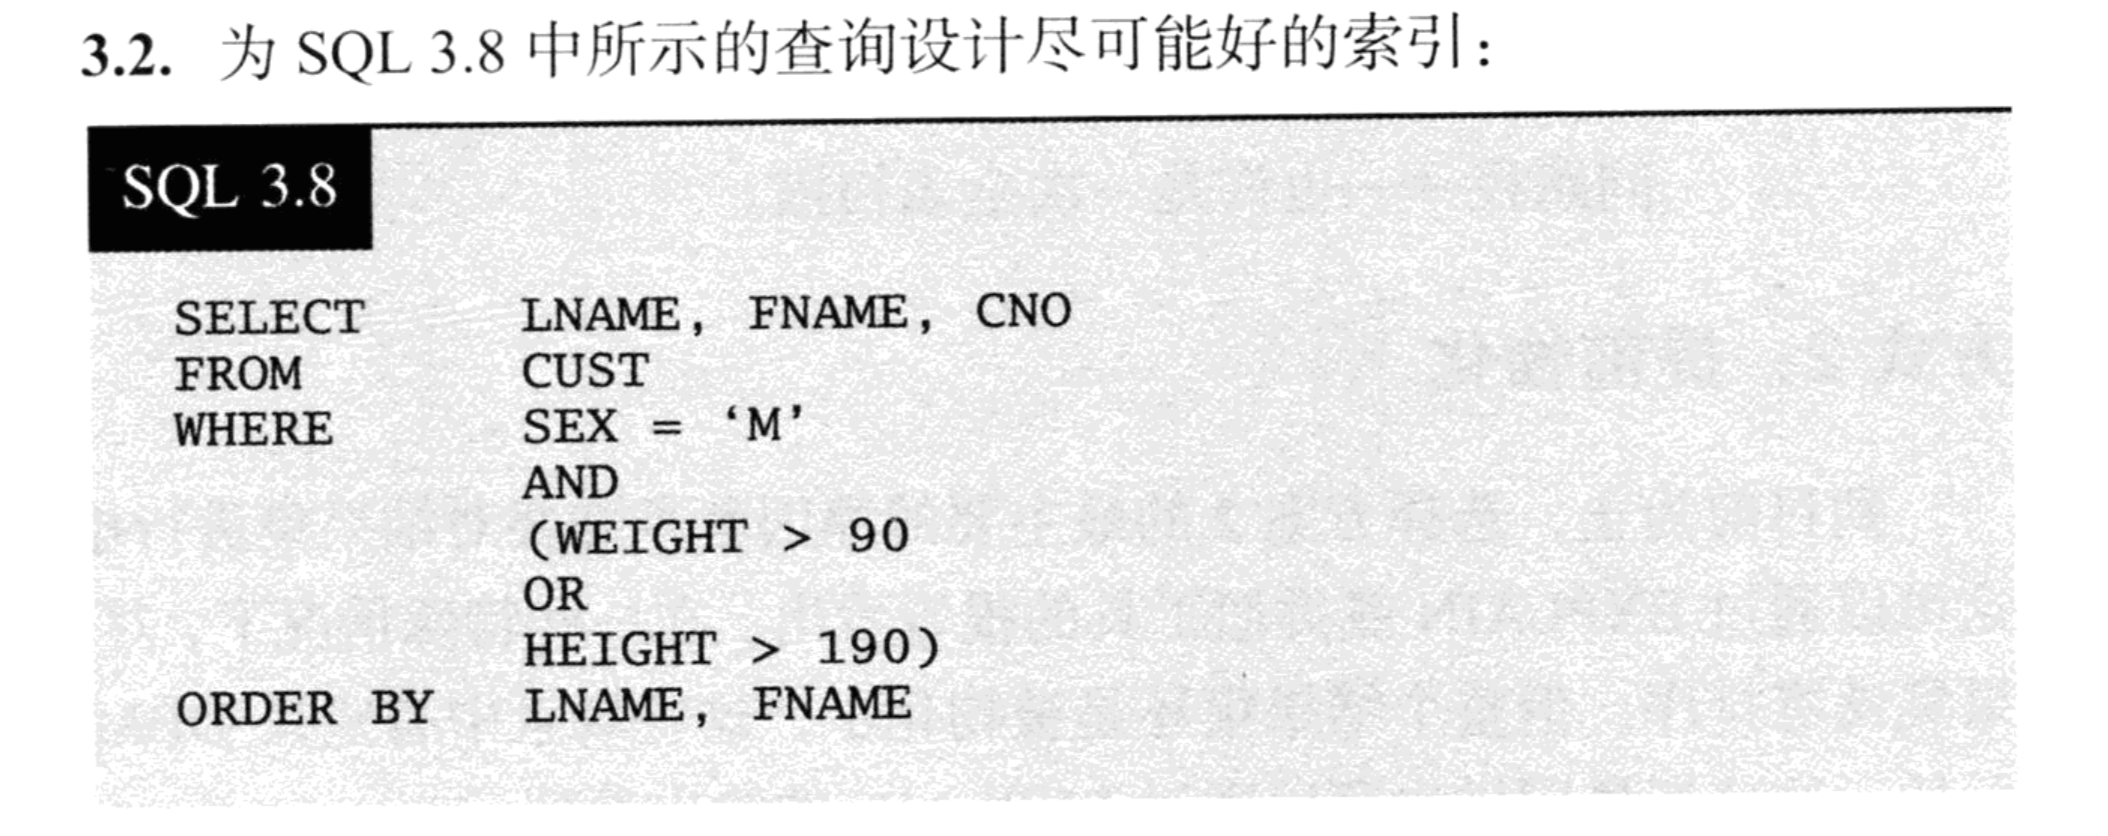 3.2. 为 SQL 3.8 中所示的查询设计尽可能好的索引：
SQL 3.8
SELECT LNAME, FNAME, CNO
FROM CUST
WHERE SEX = ‘M’
AND
(WEIGHT > 90
OR
HEIGHT > 190)
ORDER BY LNAME, FNAME